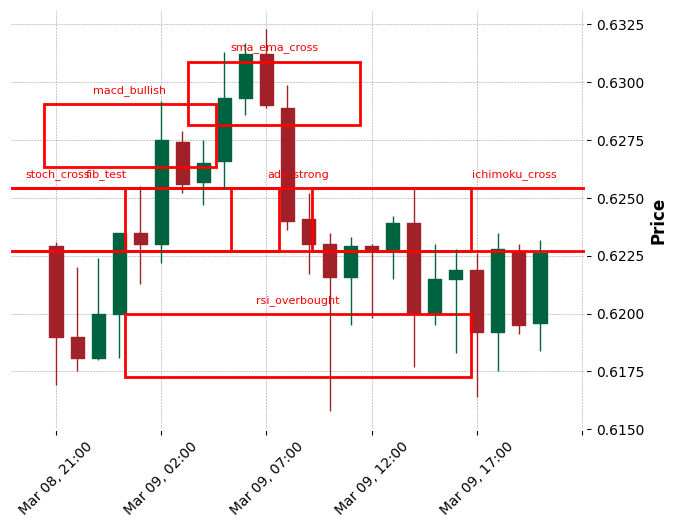 sma_ema_cross
macd_bullish
stoch_cross
fib_test
adx_strong
ichimoku_cross
rsi_overbought
0.6325
0.6300
0.6275
0.6250
0.6225
0.6200
0.6175
0.6150
Price
Mar 08, 21:00
Mar 09, 02:00
Mar 09, 07:00
Mar 09, 12:00
Mar 09, 17:00